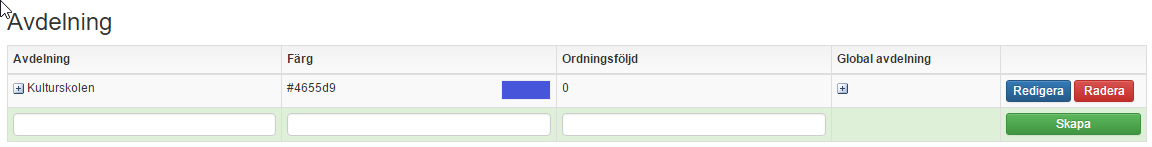 Avdelning
Avdelning Färg Ordningsföljd Global avdelning
Kulturskolen #4655d9 0 Redigera Radera
Skapa